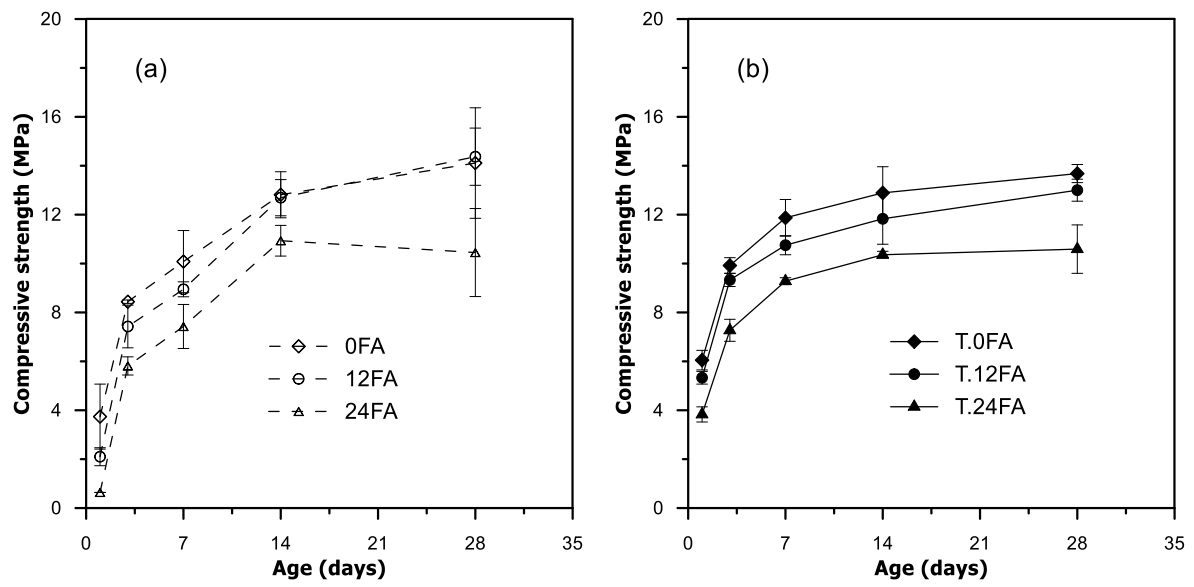 (a)
Compressive strength (MPa)
20
16
12
8
4
0
0FA
12FA
24FA
0 7 14 21 28 35
Age (days)
(b)
Compressive strength (MPa)
20
16
12
8
4
0
T.0FA
T.12FA
T.24FA
0 7 14 21 28 35
Age (days)